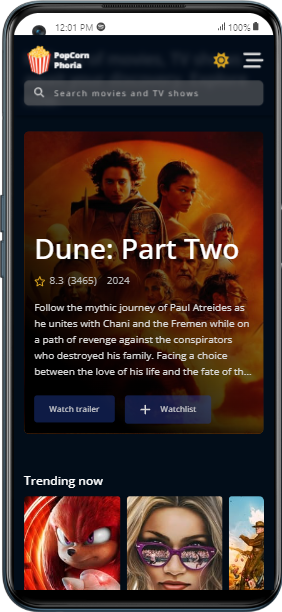 12:01 PM
100%
PopCorn
Phoria
Search movies and TV shows
Dune: Part Two
8.3 (3465) 2024
Follow the mythic journey of Paul Atreides as
he unites with Chani and the Fremen while on
a path of revenge against the conspirators
who destroyed his family. Facing a choice
between the love of his life and the fate of th...
Watch trailer
+ Watchlist
Trending now